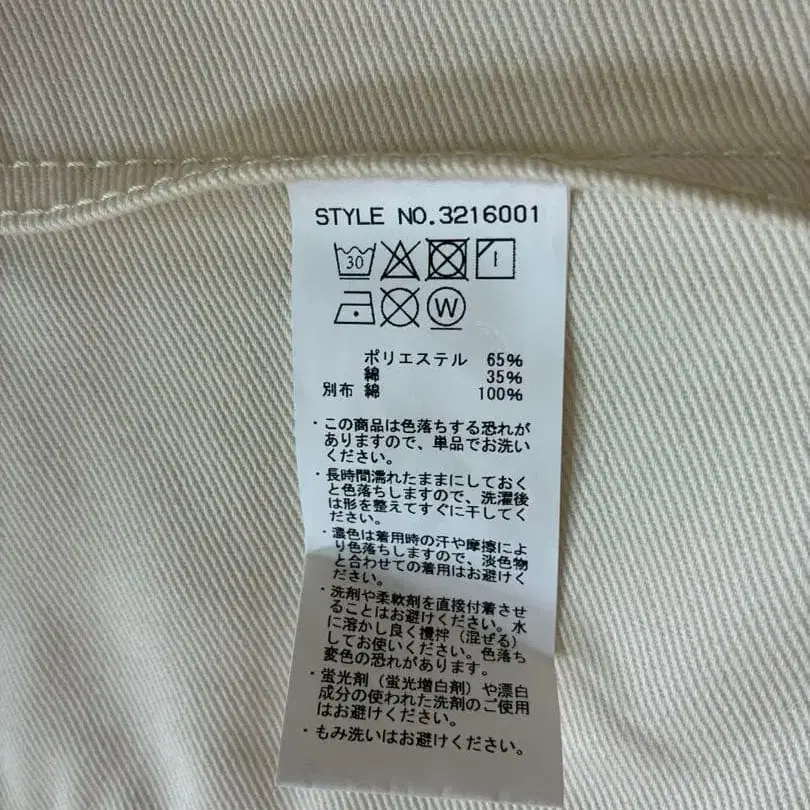 STYLE NO.3216001
30
W
ポリエステル 65%
綿 35%
別布 綿 100%
・この商品は色落ちする恐れが
ありますので、単品でお洗い
ください。
・長時間濡れたままにしておく
と色落ちしますので、洗濯後
は形を整えてすぐに干してく
ださい。
・濃色は着用時の汗や摩擦によ
り色落ちしますので、淡色物
と合わせての着用はお避けく
ださい。
・洗剤や柔軟剤を直接付着させ
ることはお避けください。水
に溶かし良く攪拌（混ぜる）
してお使いください。色落ち
変色の恐れがあります。
・蛍光剤（蛍光増白剤）や漂白
成分の使われた洗剤のご使用
はお避けください。
・もみ洗いはお避けください。